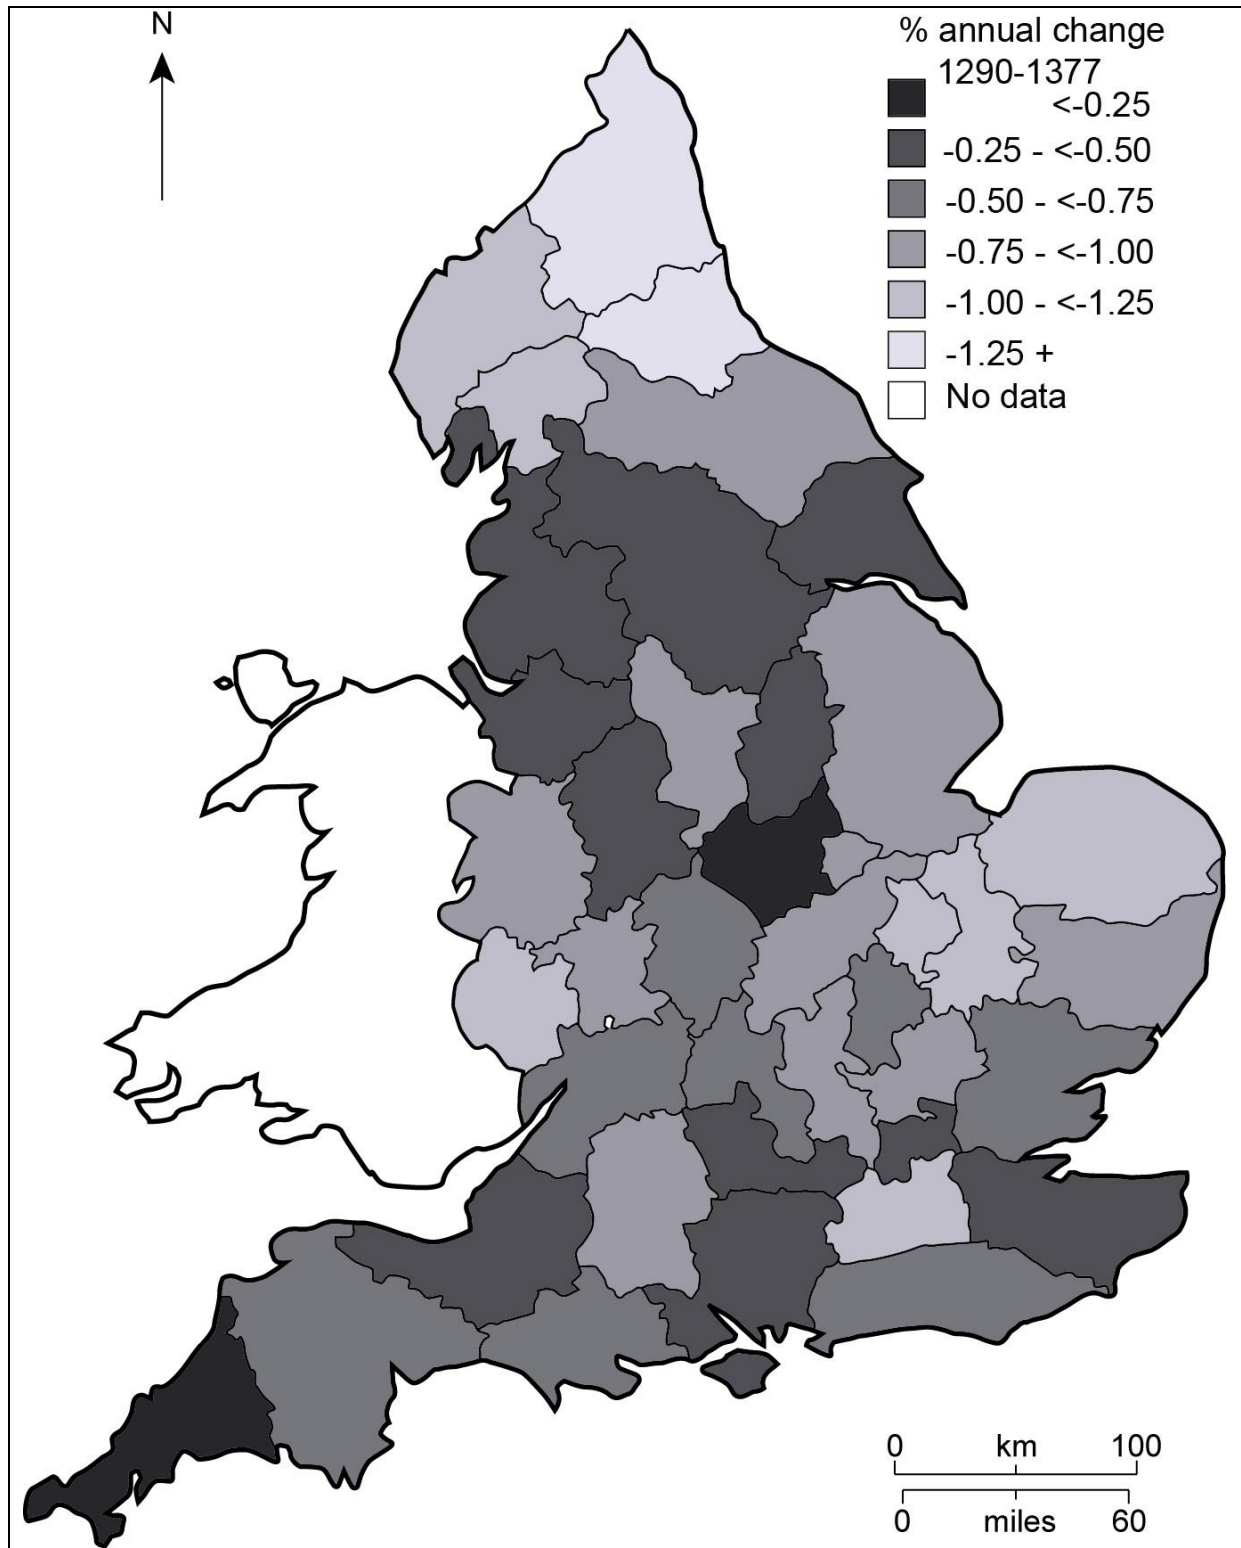 N
% annual change
1290-1377
<-0.25
-0.25 - <-0.50
-0.50 - <-0.75
-0.75 - <-1.00
-1.00 - <-1.25
-1.25 +
No data
0 km 100
0 miles 60